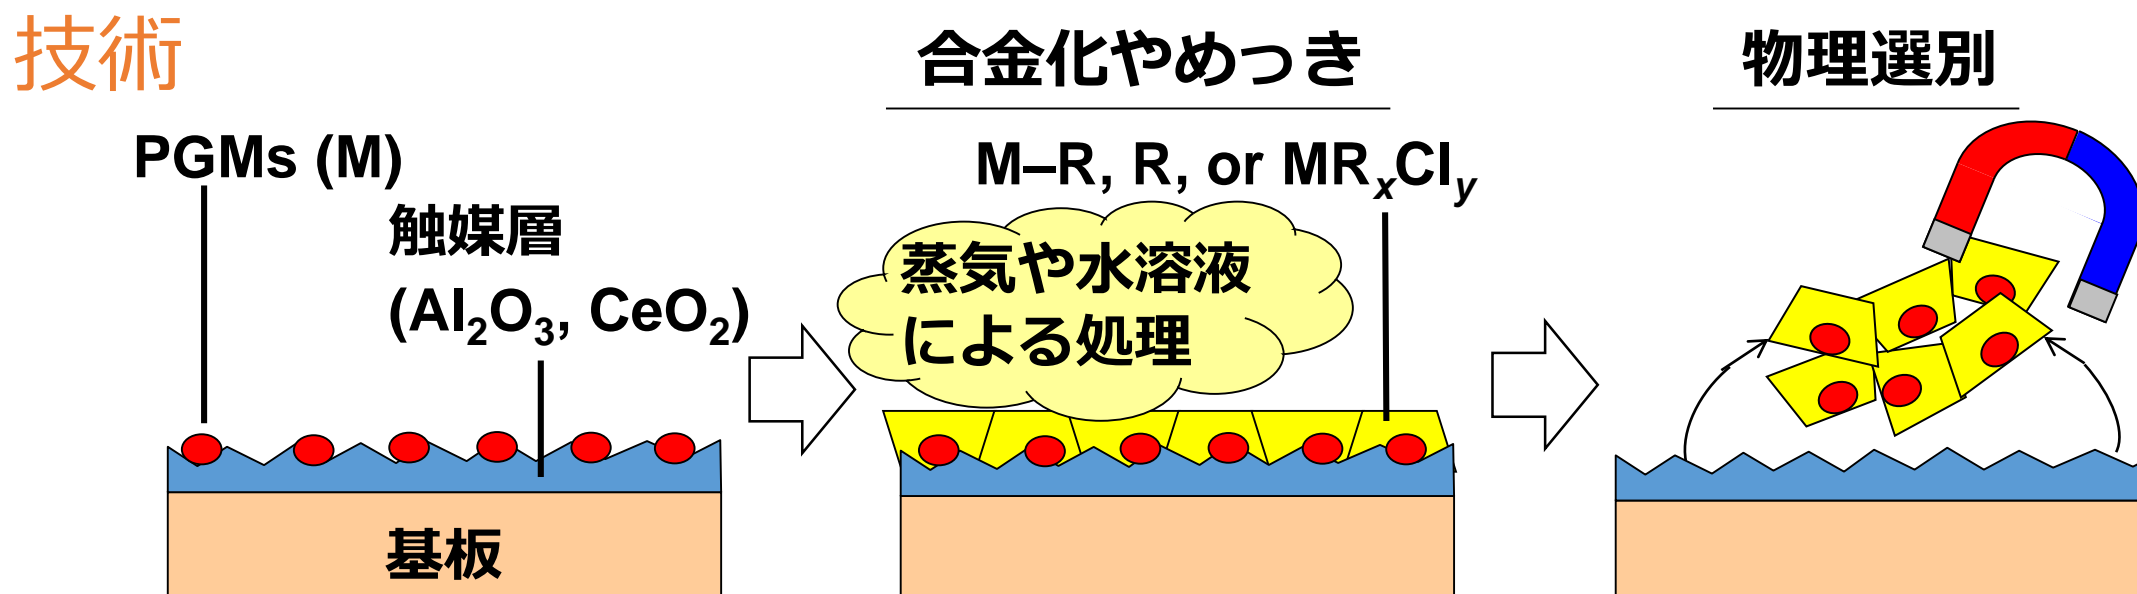 技術
合金化やめっき
物理選別
PGMs (M)
M–R, R, or MRxCly
触媒層
(Al2O3, CeO2)
蒸気や水溶液
による処理
基板